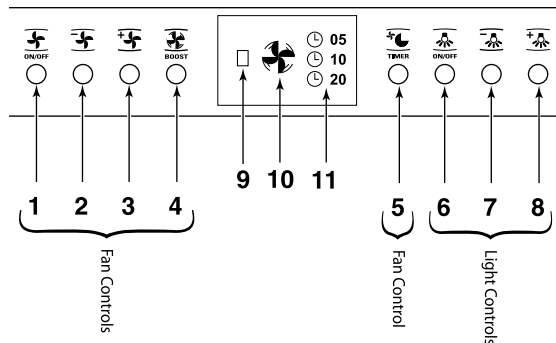 05
10
20
ON/OFF
BOOST
TIMER
ON/OFF
1 2 3 4
9 10 11
5 6 7 8
Fan Controls
Fan Control
Light Controls